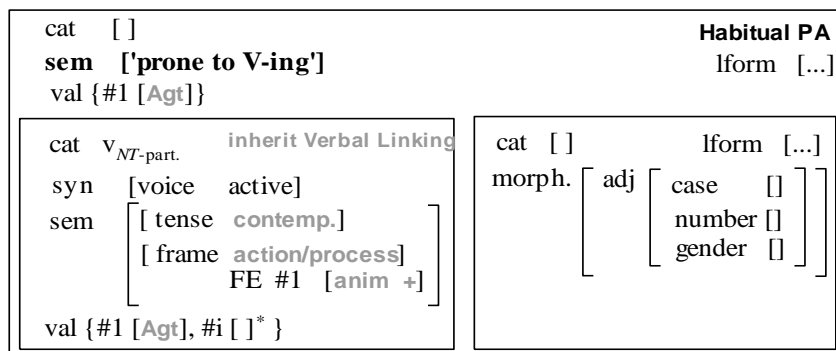 cat [ ] Habitual PA
sem ['prone to V-ing'] lform [...]
val {#1 [Agt]}
cat v NT-part. inherit Verbal Linking
syn [voice active]
sem [ tense contemp.]
[ frame action/process]
FE #1 [anim +]
val {#1 [Agt], #i [ ]* }
cat [ ] lform [...]
morph. adj case []
number []
gender []